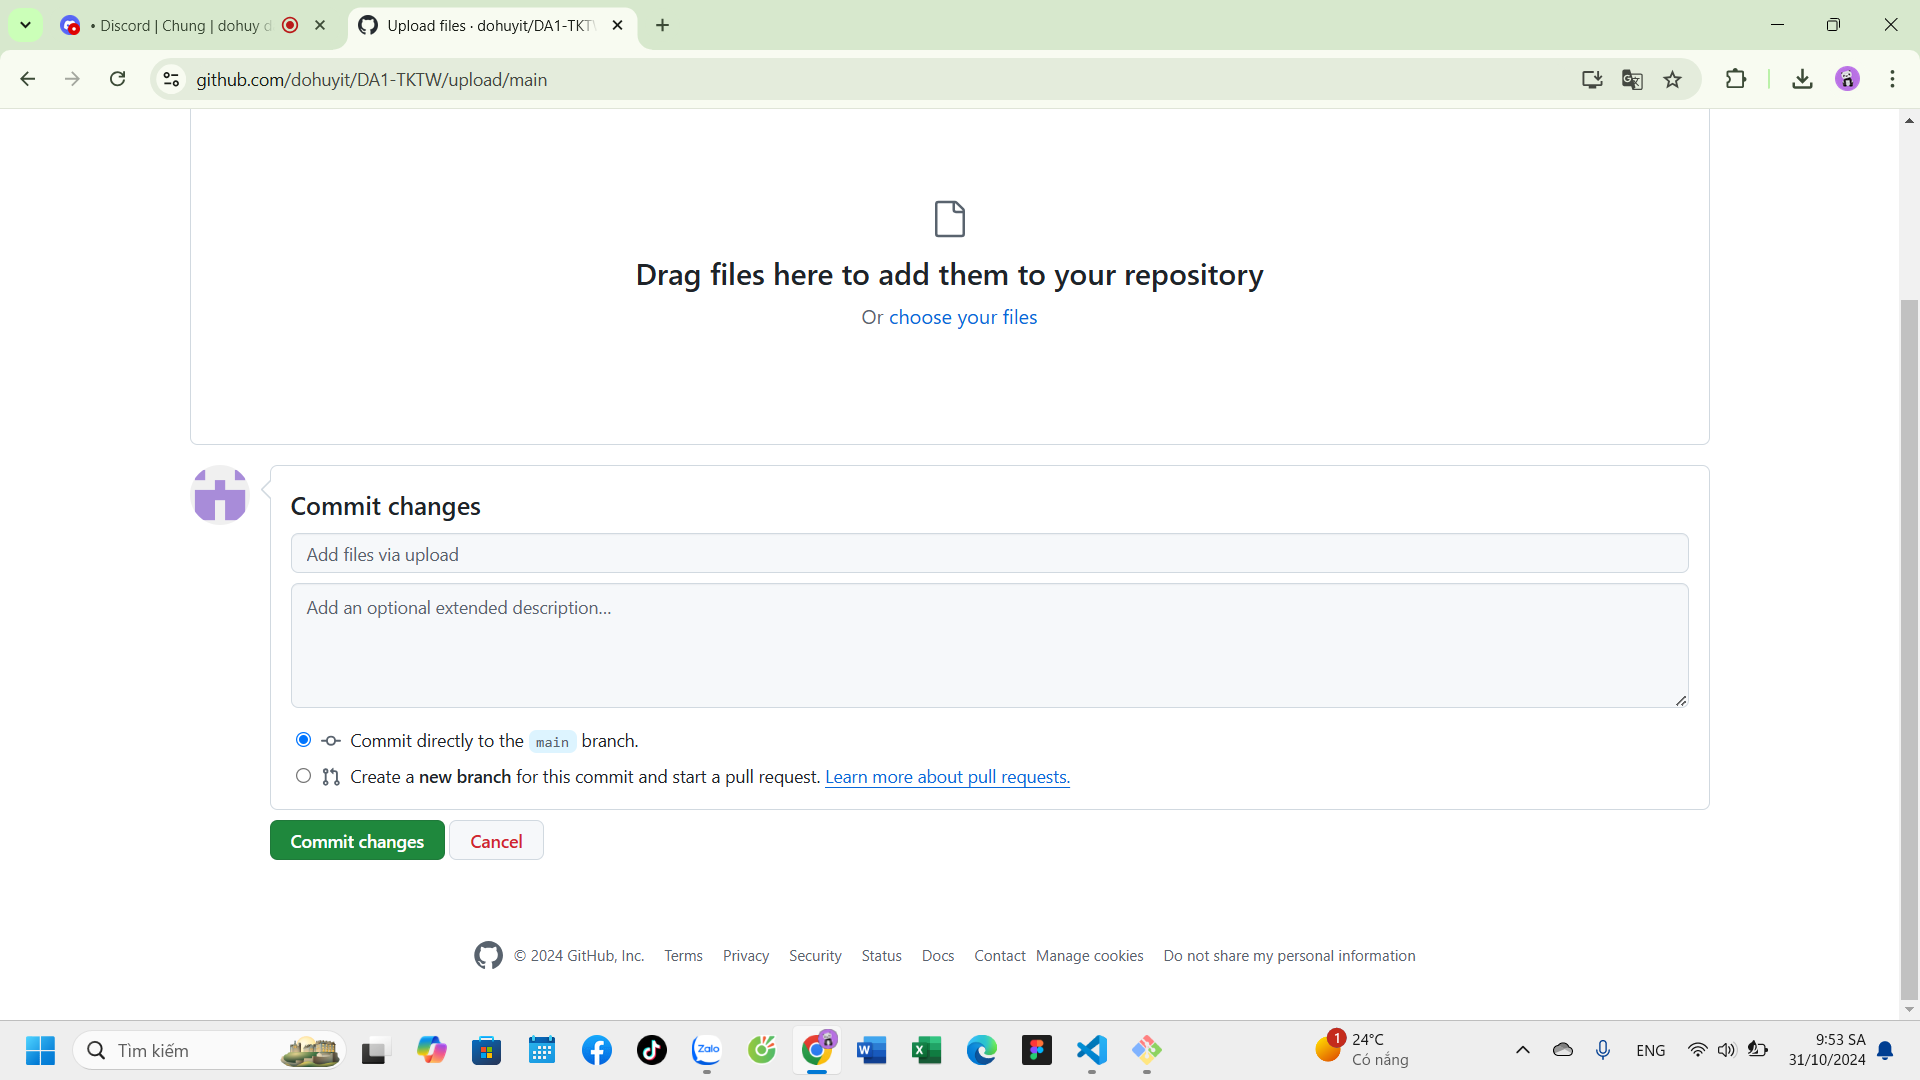 • Discord | Chung | dohuy d
Upload files · dohuyit/DA1-TKTW
github.com/dohuyit/DA1-TKTW/upload/main
Drag files here to add them to your repository
Or choose your files
Commit changes
Add files via upload
Add an optional extended description...
Commit directly to the main branch.
Create a new branch for this commit and start a pull request. Learn more about pull requests.
Commit changes
Cancel
© 2024 GitHub, Inc. Terms Privacy Security Status Docs Contact Manage cookies Do not share my personal information
Tìm kiếm
Zalo
1
24°C
Có nắng
ENG
9:53 SA
31/10/2024